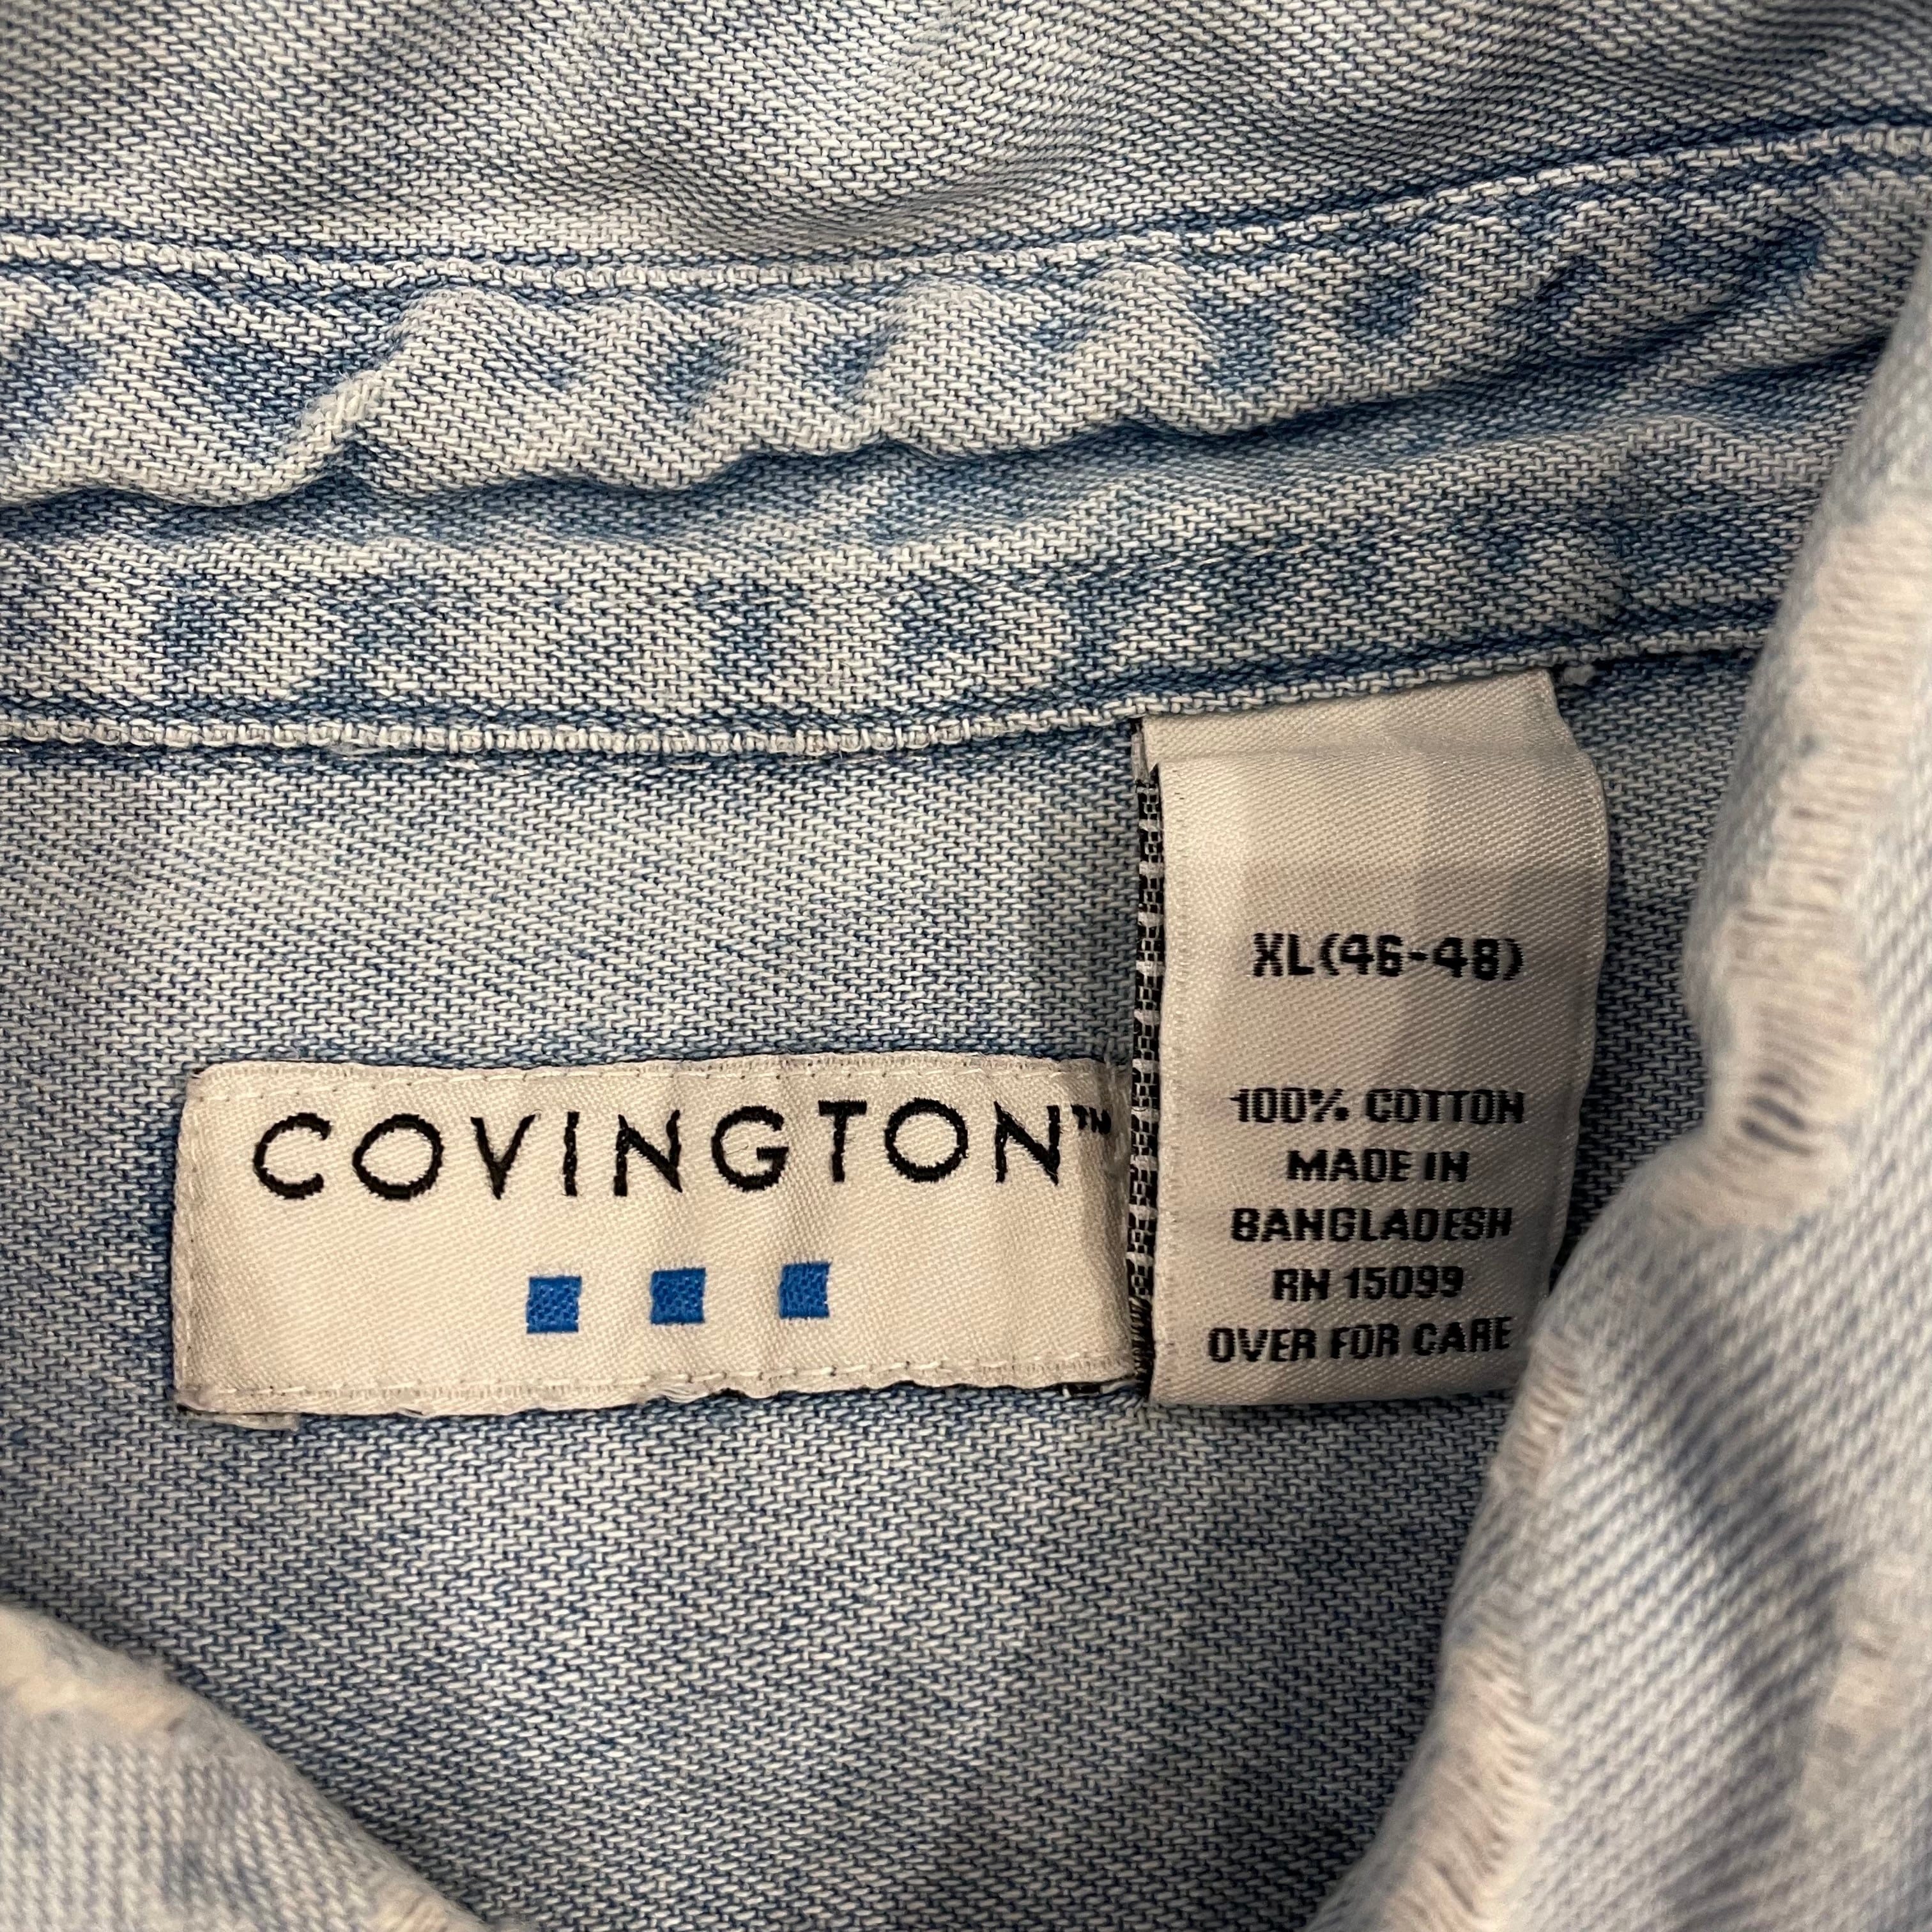 COVINGTON™
XL(46-48)
100% COTTON
MADE IN
BANGLADESH
RN 15099
OVER FOR CARE